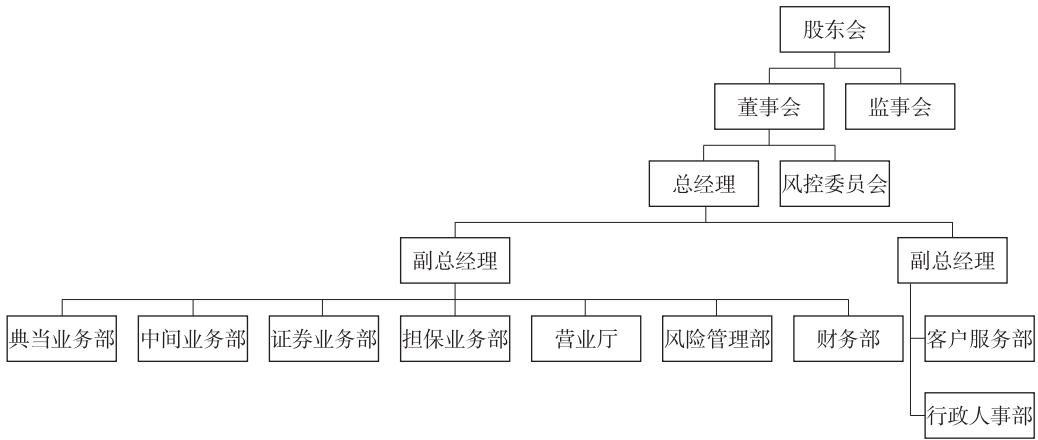 股东会
董事会
监事会
总经理
风控委员会
副总经理
副总经理
典当业务部
中间业务部
证券业务部
担保业务部
营业厅
风险管理部
财务部
客户服务部
行政人事部